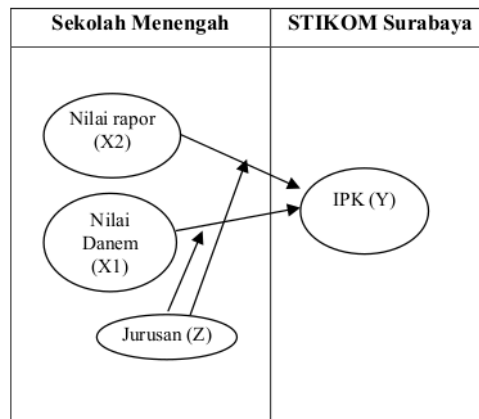 Sekolah Menengah
STIKOM Surabaya
Nilai rapor
(X2)
Nilai
Danem
(X1)
IPK (Y)
Jurusan (Z)